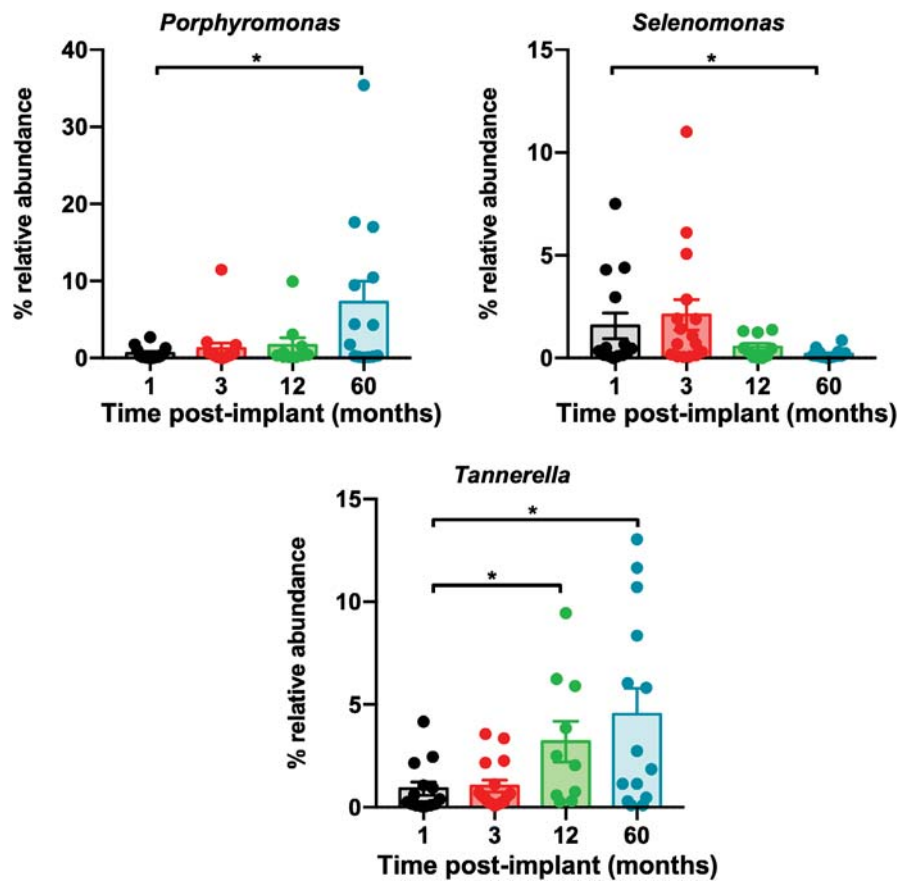 Porphyromonas
% relative abundance
40
30
20
10
0
*
1 3 12 60
Time post-implant (months)
Selenomonas
% relative abundance
15
10
5
0
*
1 3 12 60
Time post-implant (months)
Tannerella
% relative abundance
15
10
5
0
*
*
1 3 12 60
Time post-implant (months)